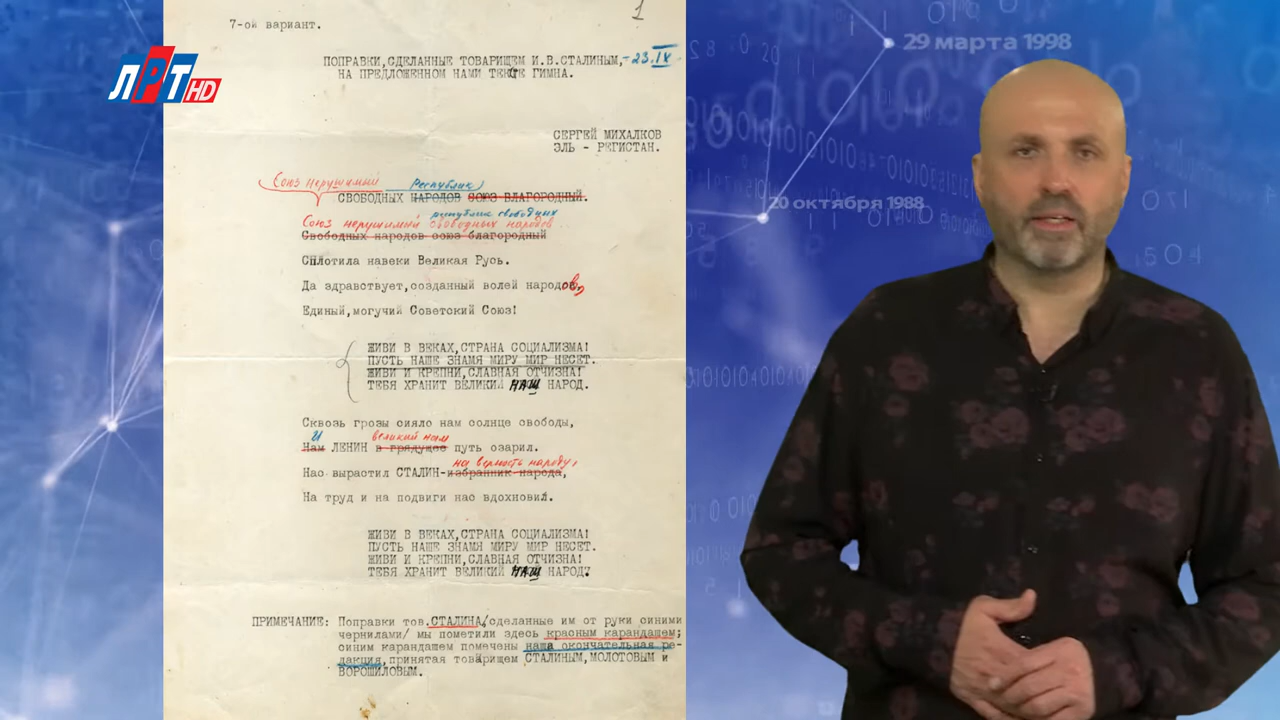 1
7-ой вариант.
ПОПРАВКИ,СДЕЛАННЫЕ ТОВАРИЩЕМ И.В.СТАЛИНЫМ,-23.IX
НА ПРЕДЛОЖЕННОМ НАМИ ТЕКСТЕ ГИМНА.
СЕРГЕЙ МИХАЛКОВ
ЭЛЬ - РЕГИСТАН.
Союз нерушимый Республик
СВОБОДНЫХ НАРОДОВ СОЮЗ БЛАГОРОДНЫЙ.
республик свободных
Союз нерушимый свободных народов
Свободных народов союз благородный
Сплотила навеки Великая Русь.
Да здравствует,созданный волей народов,
Единый,могучий Советский Союз!
ЖИВИ В ВЕКАХ,СТРАНА СОЦИАЛИЗМА!
ПУСТЬ НАШЕ ЗНАМЯ МИРУ МИР НЕСЕТ.
ЖИВИ И КРЕПНИ,СЛАВНАЯ ОТЧИЗНА!
ТЕБЯ ХРАНИТ ВЕЛИКИЙ НАШ НАРОД.
Сквозь грозы сияло нам солнце свободы,
И великий нам
Нам ЛЕНИН в грядущее путь озарил.
на верность народу,
Нас вырастил СТАЛИН-избранник народа,
На труд и на подвиги нас вдохновил.
ЖИВИ В ВЕКАХ,СТРАНА СОЦИАЛИЗМА!
ПУСТЬ НАШЕ ЗНАМЯ МИРУ МИР НЕСЕТ.
ЖИВИ И КРЕПНИ,СЛАВНАЯ ОТЧИЗНА!
ТЕБЯ ХРАНИТ ВЕЛИКИЙ НАШ НАРОД.
ПРИМЕЧАНИЕ: Поправки тов.СТАЛИНА/сделанные им от руки синими
чернилами/ мы пометили здесь красным карандашем;
синим карандашем помечены наша окончательная ре-
дакция,принятая товарищем СТАЛИНЫМ,МОЛОТОВЫМ и
ВОРОШИЛОВЫМ.
ЛРТ HD
29 марта 1998
20 октября 1988
504